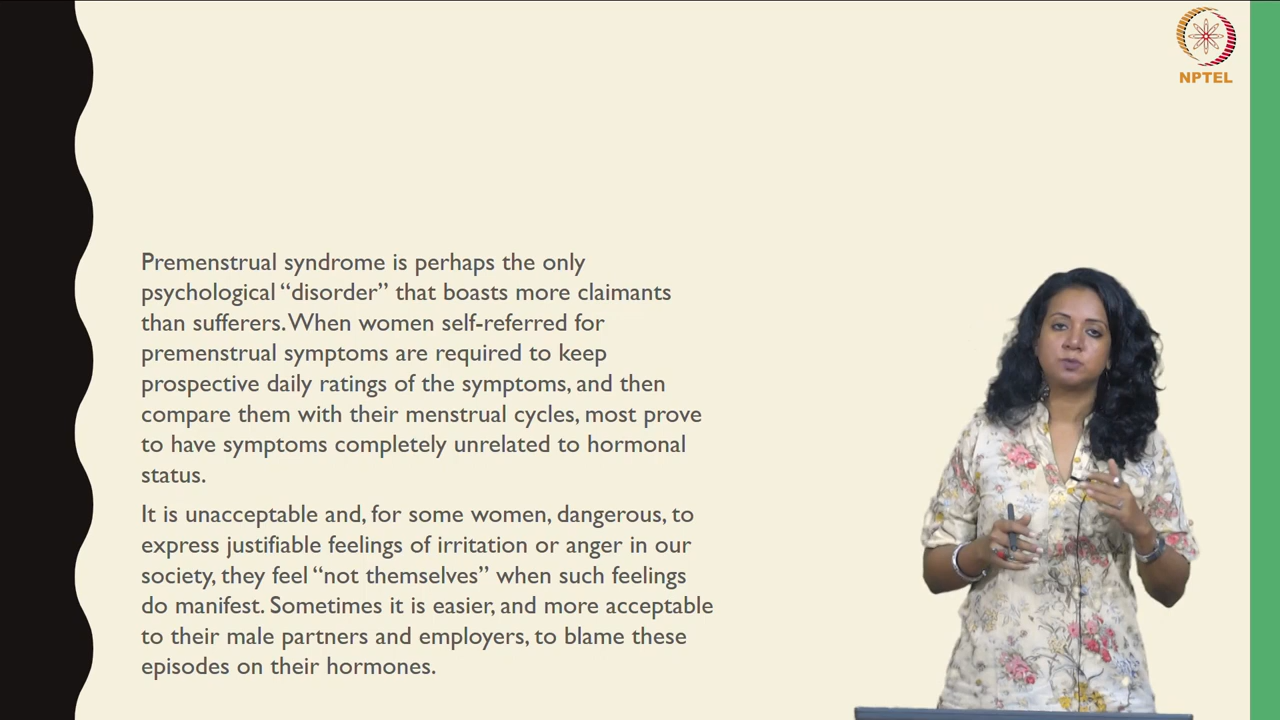 NPTEL
Premenstrual syndrome is perhaps the only
psychological “disorder” that boasts more claimants
than sufferers. When women self-referred for
premenstrual symptoms are required to keep
prospective daily ratings of the symptoms, and then
compare them with their menstrual cycles, most prove
to have symptoms completely unrelated to hormonal
status.
It is unacceptable and, for some women, dangerous, to
express justifiable feelings of irritation or anger in our
society, they feel “not themselves” when such feelings
do manifest. Sometimes it is easier, and more acceptable
to their male partners and employers, to blame these
episodes on their hormones.